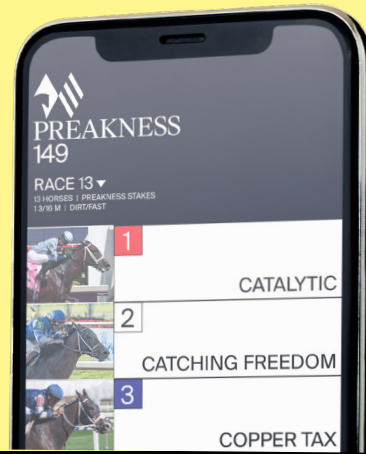 PREAKNESS
149
RACE 13 ▾
13 HORSES | PREAKNESS STAKES
1 3/16 M | DIRT/FAST
1
CATALYTIC
2
CATCHING FREEDOM
3
COPPER TAX